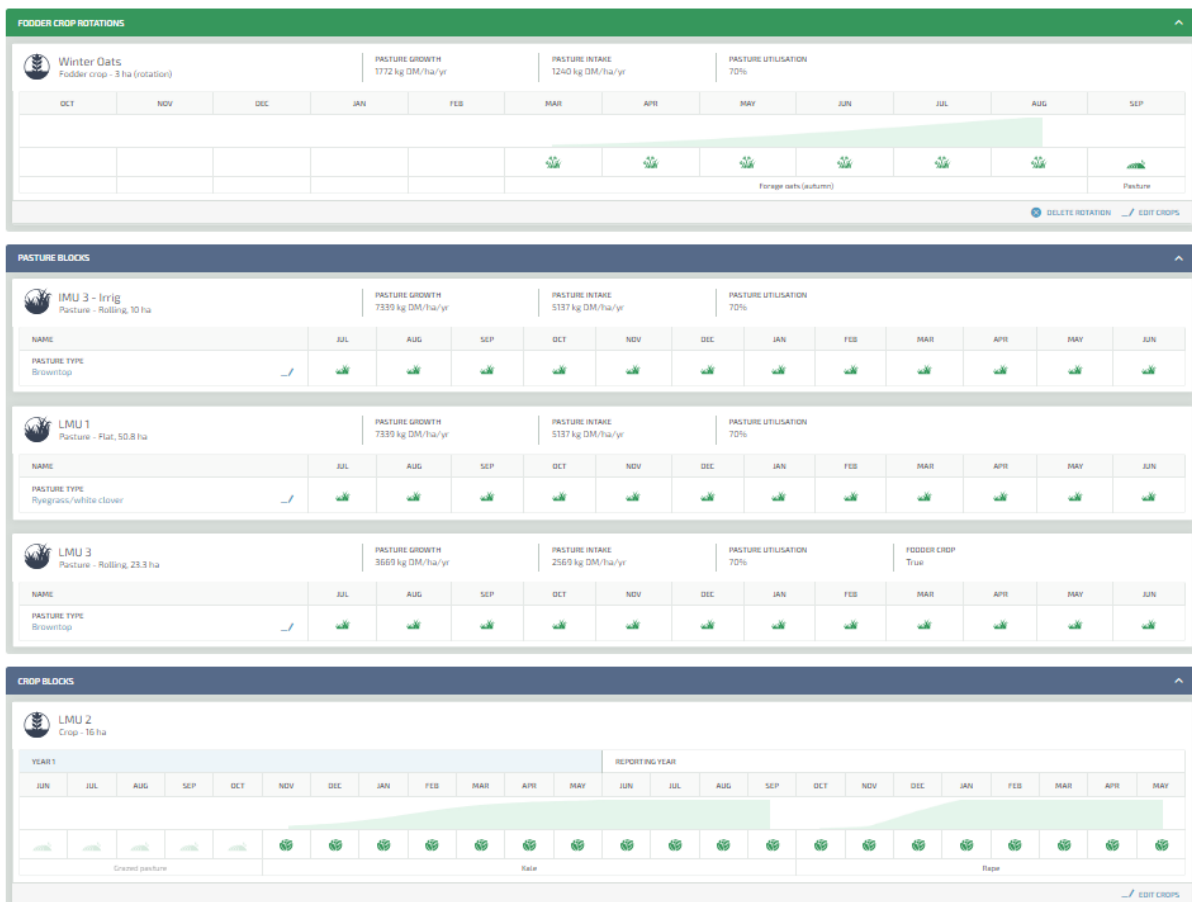 FODDER CROP ROTATIONS
Winter Oats
Fodder crop - 3 ha (rotation)
PASTURE GROWTH
1772 kg DM/ha/yr
PASTURE INTAKE
1240 kg DM/ha/yr
PASTURE UTILISATION
70%
OCT NOV DEC JAN FEB MAR APR MAY JUN JUL AUG SEP
Forage oats (autumn) Pasture
DELETE ROTATION EDIT CROPS
PASTURE BLOCKS
IMU 3 - Irrig
Pasture - Rolling, 10 ha
PASTURE GROWTH
7339 kg DM/ha/yr
PASTURE INTAKE
5137 kg DM/ha/yr
PASTURE UTILISATION
70%
NAME JUL AUG SEP OCT NOV DEC JAN FEB MAR APR MAY JUN
PASTURE TYPE
Browntop
LMU 1
Pasture - Flat, 50.8 ha
PASTURE GROWTH
7339 kg DM/ha/yr
PASTURE INTAKE
5137 kg DM/ha/yr
PASTURE UTILISATION
70%
NAME JUL AUG SEP OCT NOV DEC JAN FEB MAR APR MAY JUN
PASTURE TYPE
Ryegrass/white clover
LMU 3
Pasture - Rolling, 23.3 ha
PASTURE GROWTH
3669 kg DM/ha/yr
PASTURE INTAKE
2569 kg DM/ha/yr
PASTURE UTILISATION
70%
FODDER CROP
True
NAME JUL AUG SEP OCT NOV DEC JAN FEB MAR APR MAY JUN
PASTURE TYPE
Browntop
CROP BLOCKS
LMU 2
Crop - 16 ha
YEAR 1 REPORTING YEAR
JUN JUL AUG SEP OCT NOV DEC JAN FEB MAR APR MAY JUN JUL AUG SEP OCT NOV DEC JAN FEB MAR APR MAY
Grazed pasture Kale Rape
EDIT CROPS